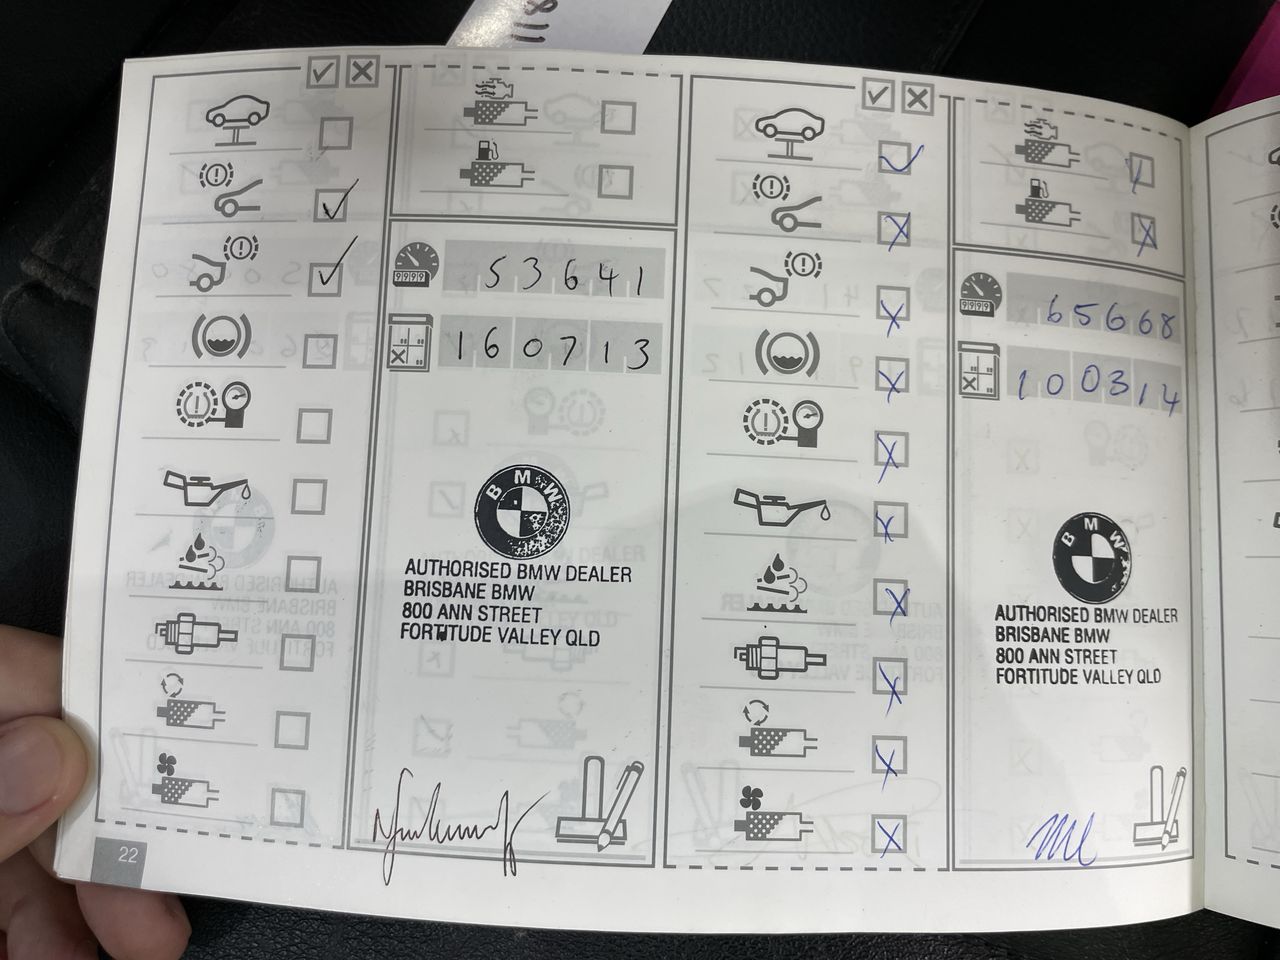 118
53641
160713
BMW
AUTHORISED BMW DEALER
BRISBANE BMW
800 ANN STREET
FORTITUDE VALLEY QLD
22
65668
100314
BMW
AUTHORISED BMW DEALER
BRISBANE BMW
800 ANN STREET
FORTITUDE VALLEY QLD